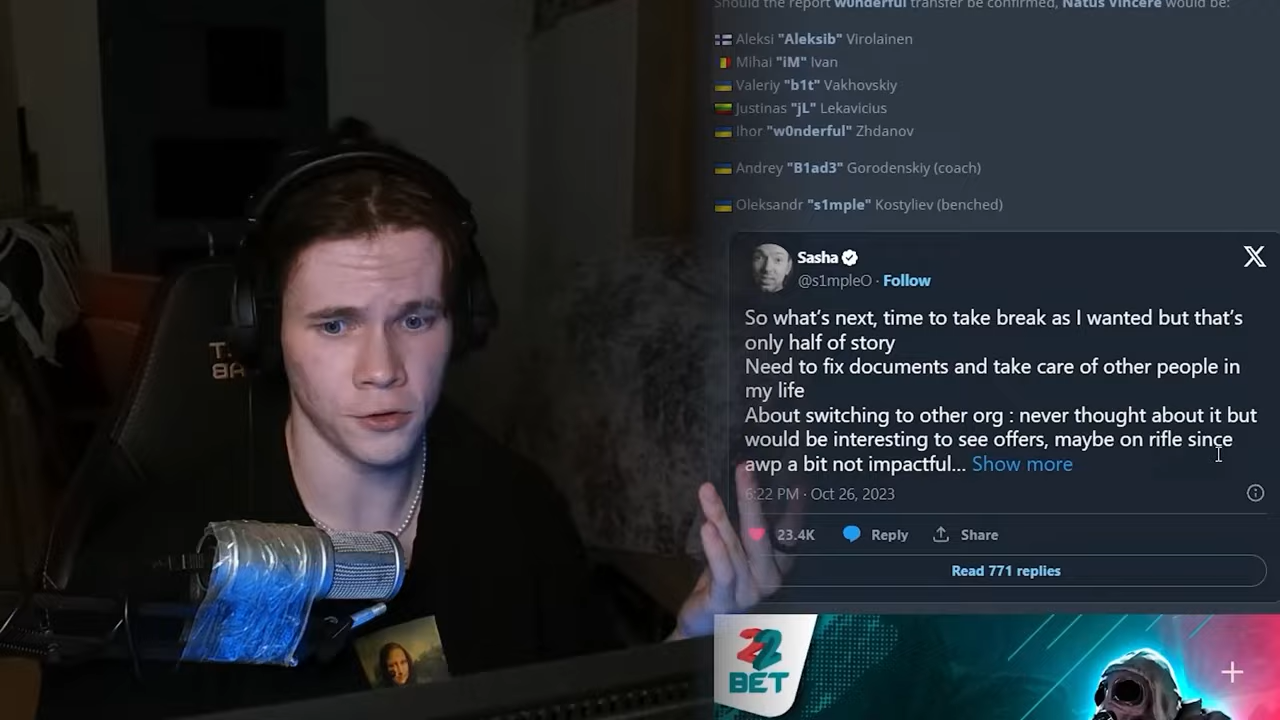 Should the report w0nderful transfer be confirmed, Natus Vincere would be:
Aleksi "Aleksib" Virolainen
Mihai "iM" Ivan
Valeriy "b1t" Vakhovskiy
Justinas "jL" Lekavicius
Ihor "w0nderful" Zhdanov
Andrey "B1ad3" Gorodenskiy (coach)
Oleksandr "s1mple" Kostyliev (benched)
Sasha
@s1mpleO · Follow
X
So what's next, time to take break as I wanted but that's
only half of story
Need to fix documents and take care of other people in
my life
About switching to other org : never thought about it but
would be interesting to see offers, maybe on rifle since
awp a bit not impactful... Show more
6:22 PM · Oct 26, 2023
23.4K Reply Share
Read 771 replies
22
BET